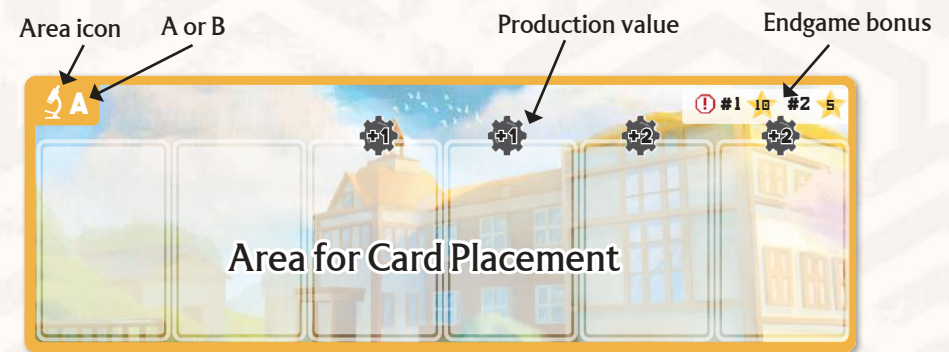 Area icon A or B Production value Endgame bonus
A #1 10 #2 5
+1 +1 +2 +2
Area for Card Placement